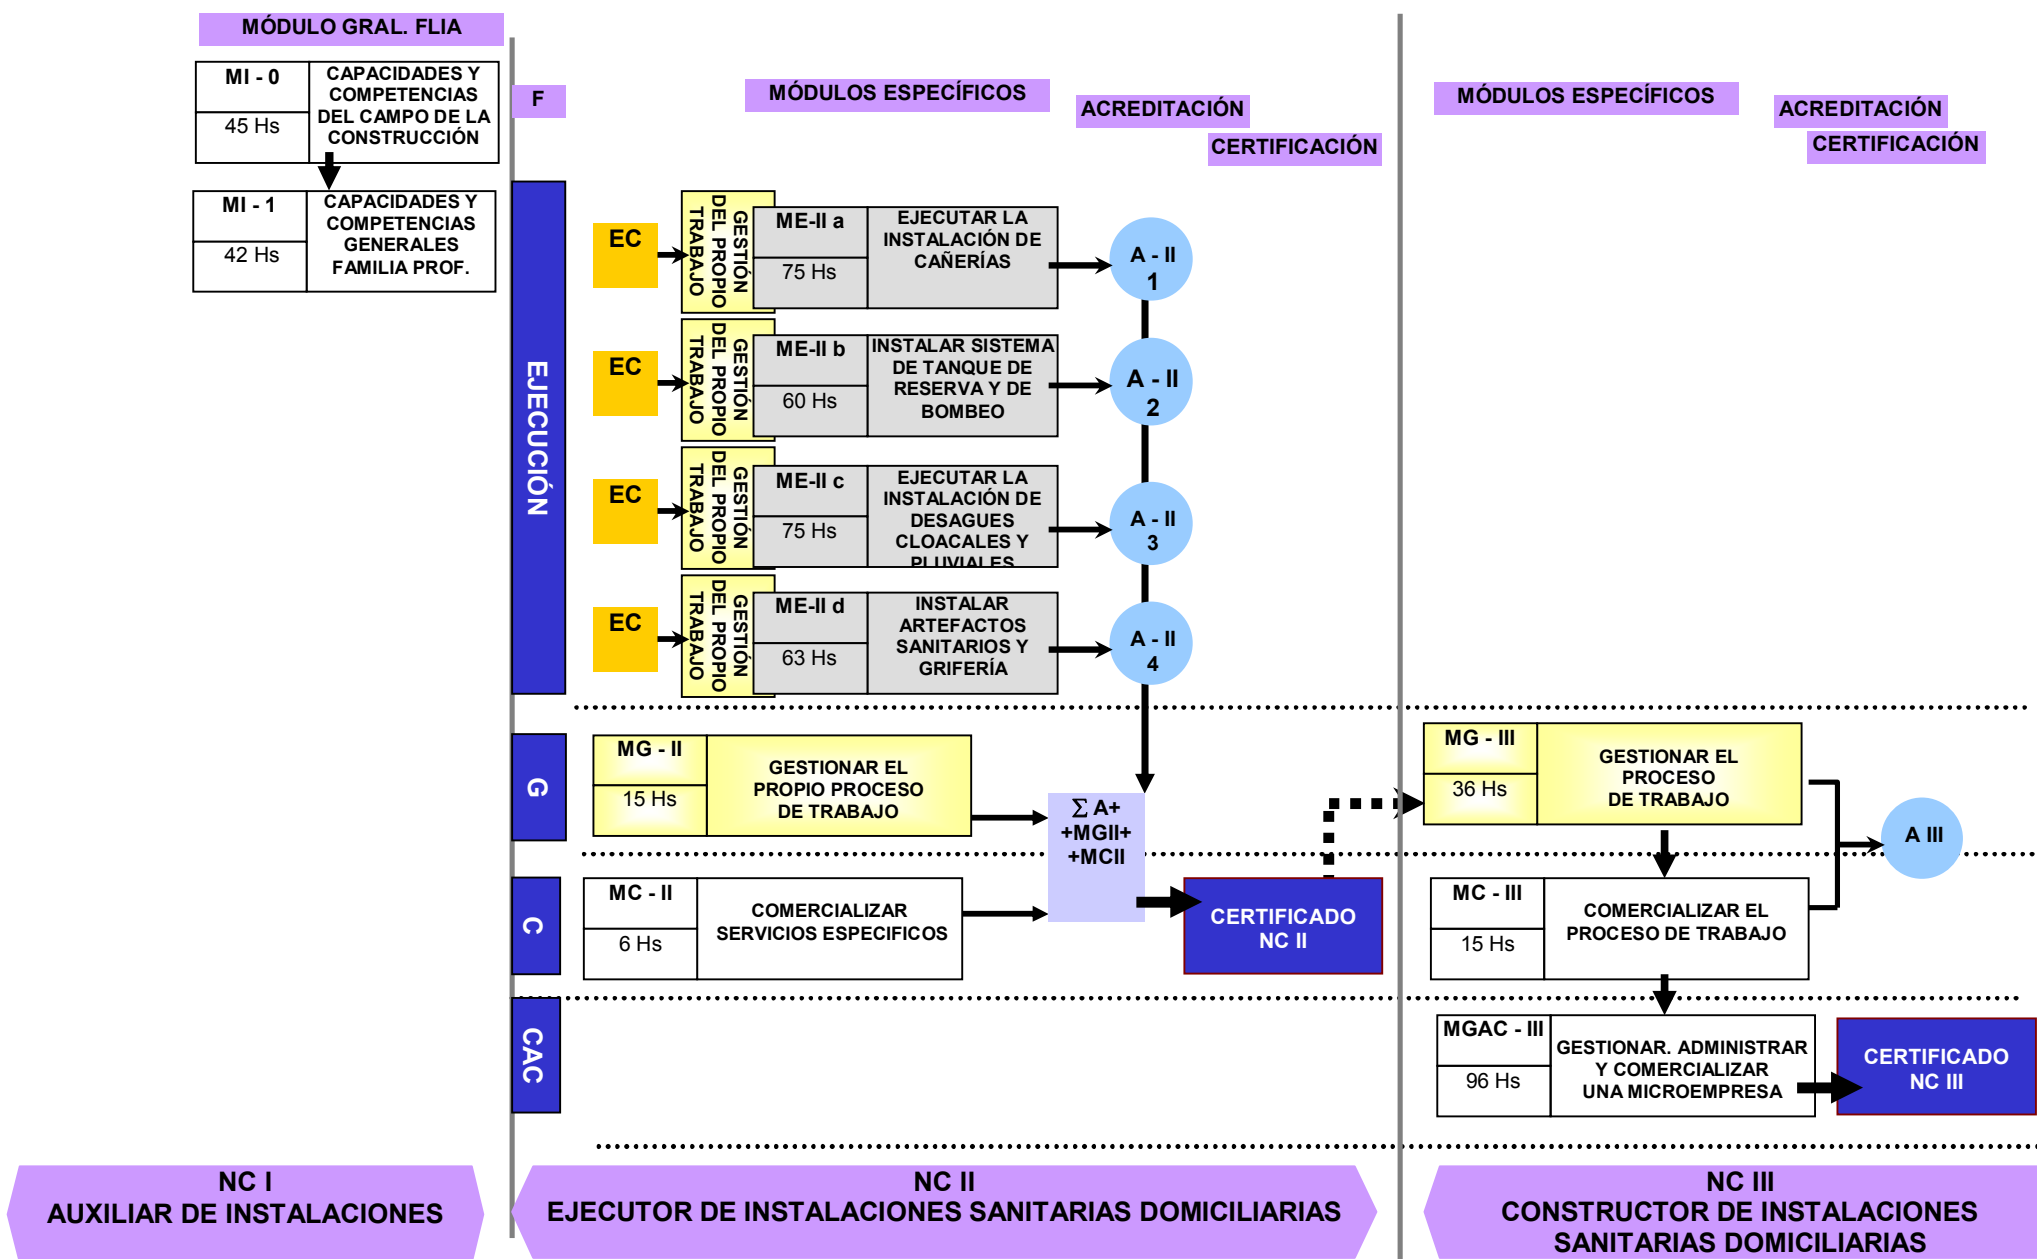 MÓDULO GRAL. FLIA
MI - 0
45 Hs
CAPACIDADES Y
COMPETENCIAS
DEL CAMPO DE LA
CONSTRUCCIÓN
MI - 1
42 Hs
CAPACIDADES Y
COMPETENCIAS
GENERALES
FAMILIA PROF.
F
MÓDULOS ESPECÍFICOS
ACREDITACIÓN
CERTIFICACIÓN
MÓDULOS ESPECÍFICOS
ACREDITACIÓN
CERTIFICACIÓN
EJECUCIÓN
EC
GESTIÓN
DEL PROPIO
TRABAJO
ME-II a
75 Hs
EJECUTAR LA
INSTALACIÓN DE
CAÑERÍAS
A - II
1
EC
GESTIÓN
DEL PROPIO
TRABAJO
ME-II b
60 Hs
INSTALAR SISTEMA
DE TANQUE DE
RESERVA Y DE
BOMBEO
A - II
2
EC
GESTIÓN
DEL PROPIO
TRABAJO
ME-II c
75 Hs
EJECUTAR LA
INSTALACIÓN DE
DESAGUES
CLOACALES Y
PLUVIALES
A - II
3
EC
GESTIÓN
DEL PROPIO
TRABAJO
ME-II d
63 Hs
INSTALAR
ARTEFACTOS
SANITARIOS Y
GRIFERÍA
A - II
4
G
MG - II
15 Hs
GESTIONAR EL
PROPIO PROCESO
DE TRABAJO
Σ A+
+MGII+
+MCII
MG - III
36 Hs
GESTIONAR EL
PROCESO
DE TRABAJO
A III
C
MC - II
6 Hs
COMERCIALIZAR
SERVICIOS ESPECIFICOS
CERTIFICADO
NC II
MC - III
15 Hs
COMERCIALIZAR EL
PROCESO DE TRABAJO
CAC
MGAC - III
96 Hs
GESTIONAR. ADMINISTRAR
Y COMERCIALIZAR
UNA MICROEMPRESA
CERTIFICADO
NC III
NC I
AUXILIAR DE INSTALACIONES
NC II
EJECUTOR DE INSTALACIONES SANITARIAS DOMICILIARIAS
NC III
CONSTRUCTOR DE INSTALACIONES
SANITARIAS DOMICILIARIAS